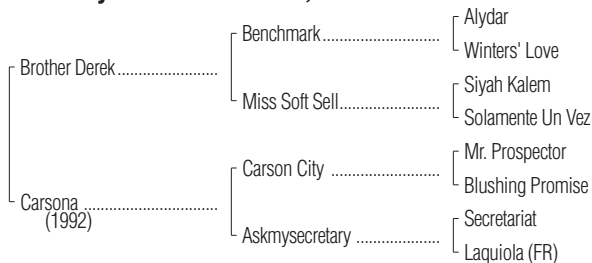 Alydar
Benchmark
Winters' Love
Brother Derek
Siyah Kalem
Miss Soft Sell
Solamente Un Vez
Mr. Prospector
Carson City
Blushing Promise
Carsona
(1992)
Secretariat
Askmysecretary
Laquiola (FR)